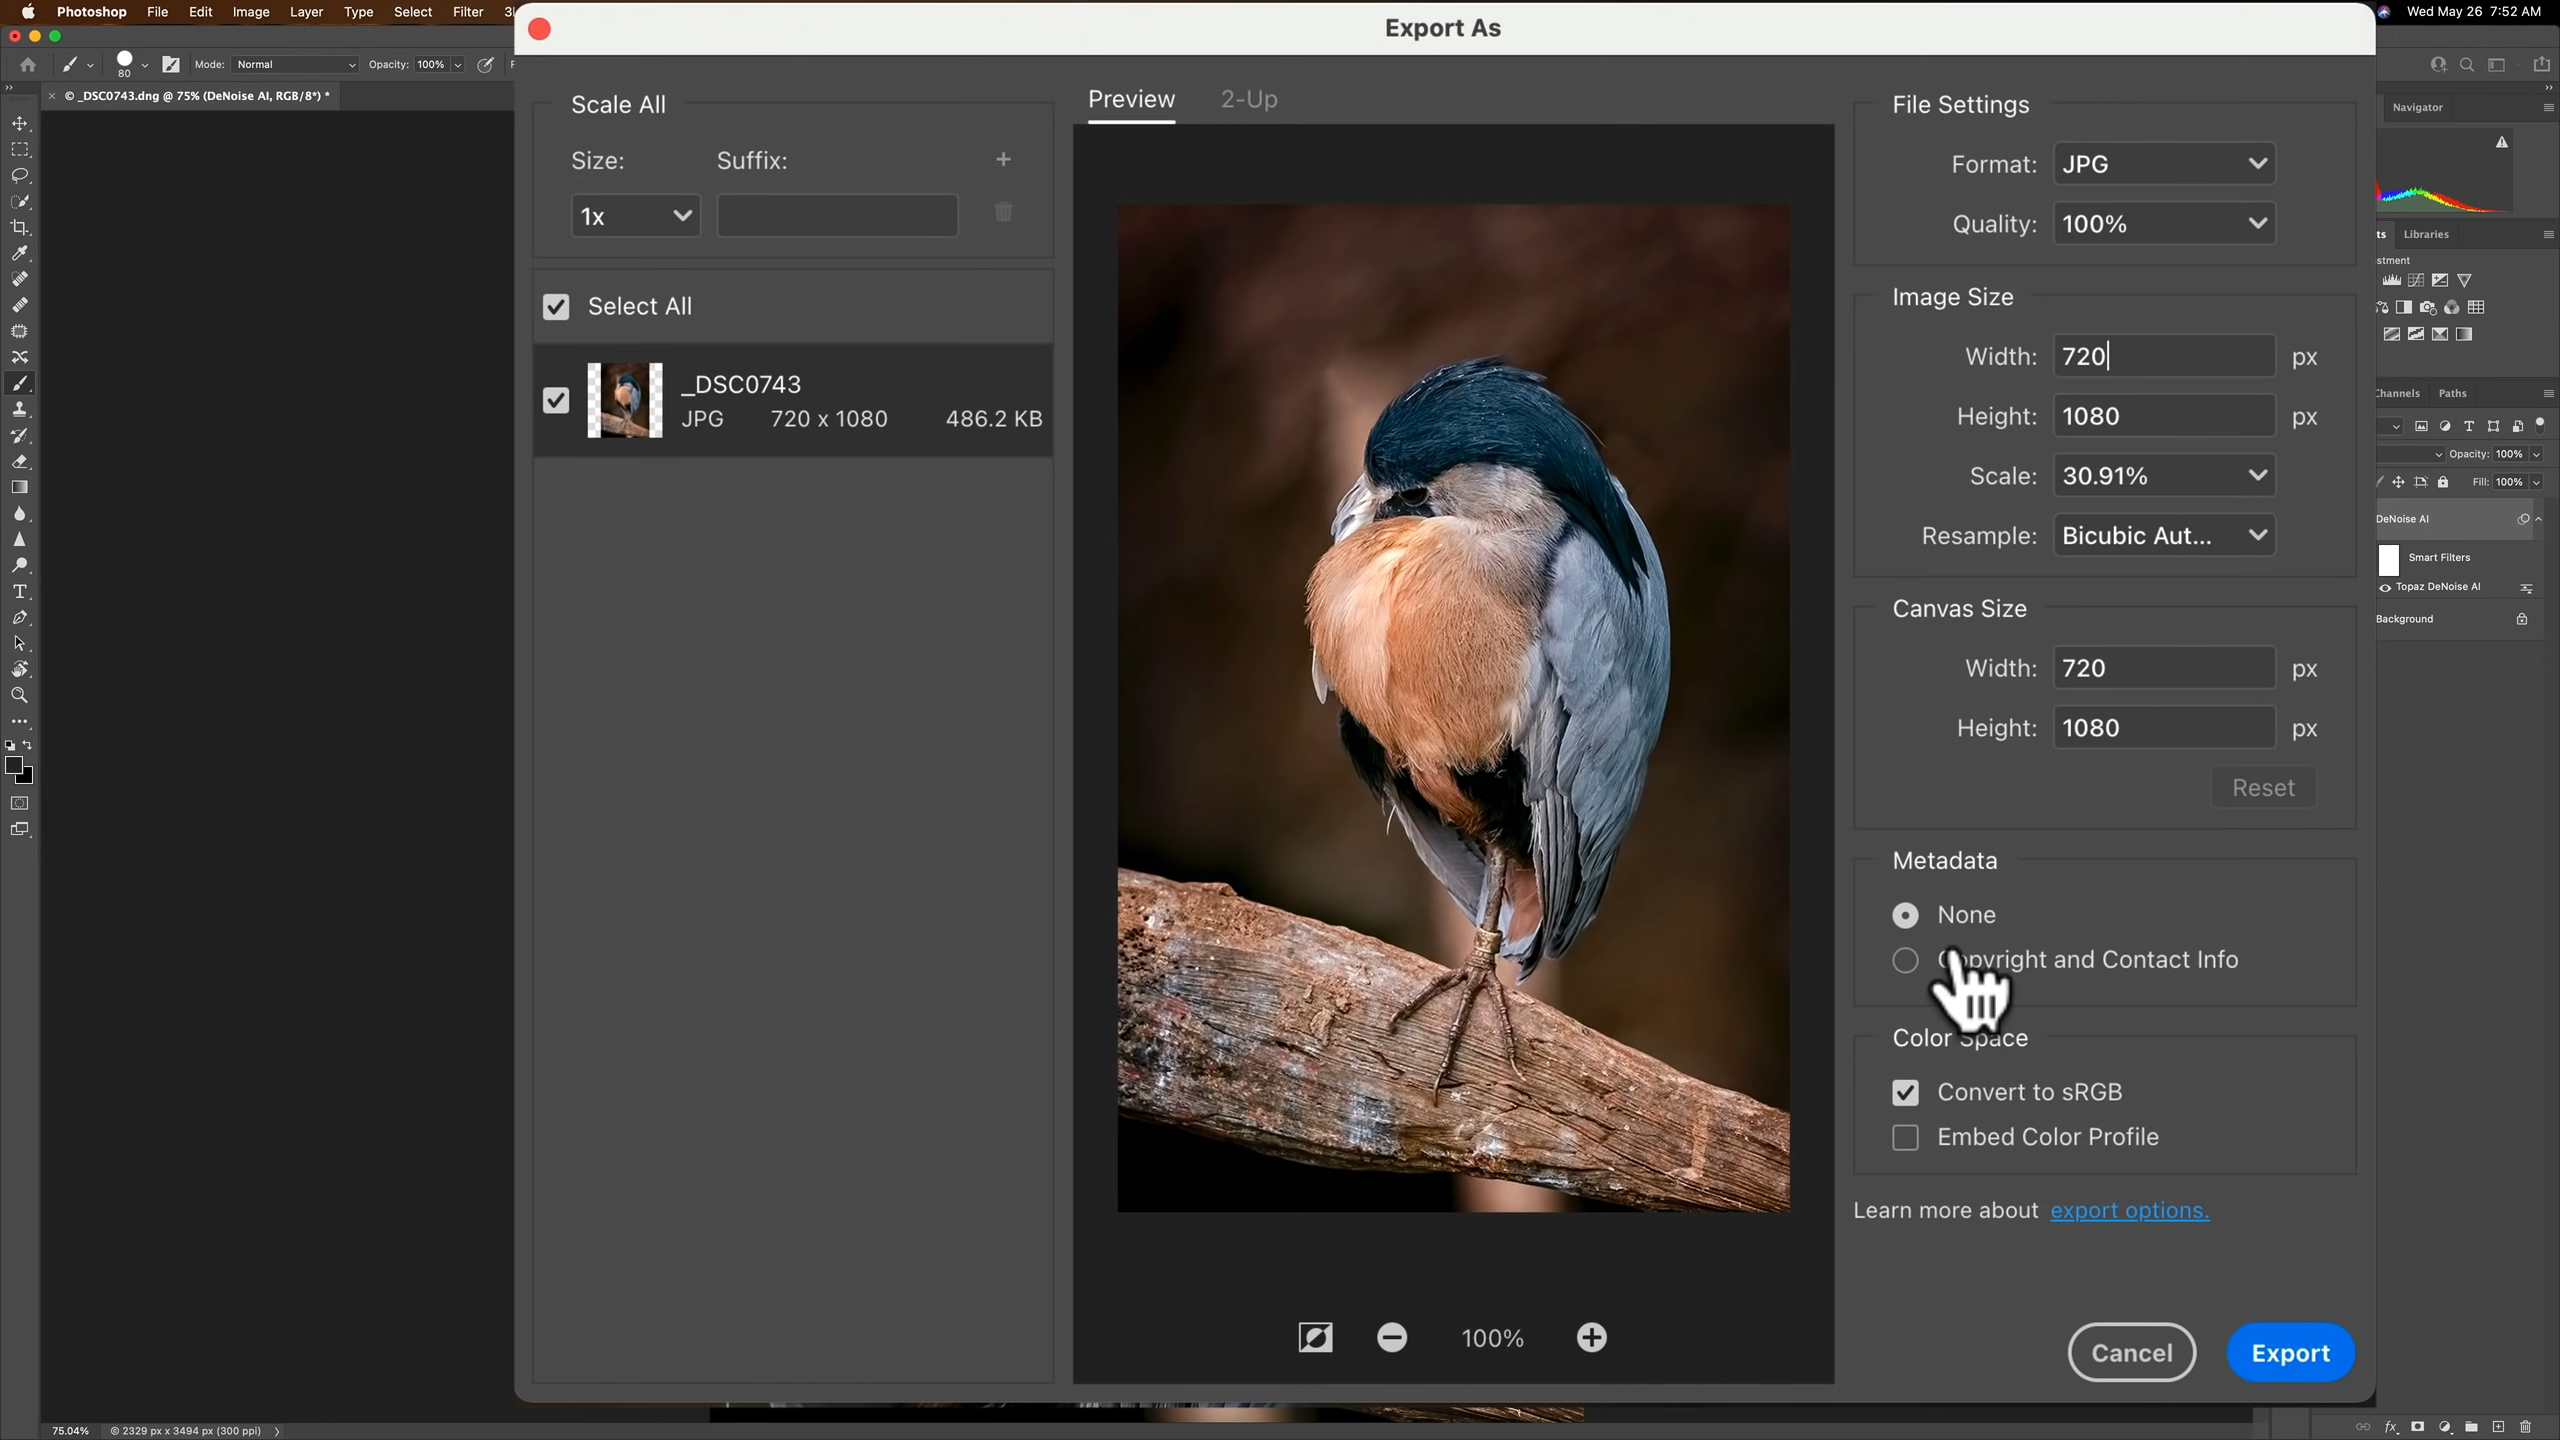 Photoshop File Edit Image Layer Type Select Filter
Wed May 26 7:52 AM
Export As
80
Mode: Normal Opacity: 100%
© _DSC0743.dng @ 75% (DeNoise AI, RGB/8*) *
Scale All
Size: Suffix:
1x
Select All
_DSC0743
JPG 720 x 1080 486.2 KB
Preview 2-Up
100%
File Settings
Format: JPG
Quality: 100%
Image Size
Width: 720 px
Height: 1080 px
Scale: 30.91%
Resample: Bicubic Aut...
Canvas Size
Width: 720 px
Height: 1080 px
Reset
Metadata
None
Copyright and Contact Info
Color Space
Convert to sRGB
Embed Color Profile
Learn more about export options.
Cancel Export
Navigator
Libraries
stment
Channels Paths
Opacity: 100%
Fill: 100%
DeNoise AI
Smart Filters
Topaz DeNoise AI
Background
75.04% © 2329 px x 3494 px (300 ppi)